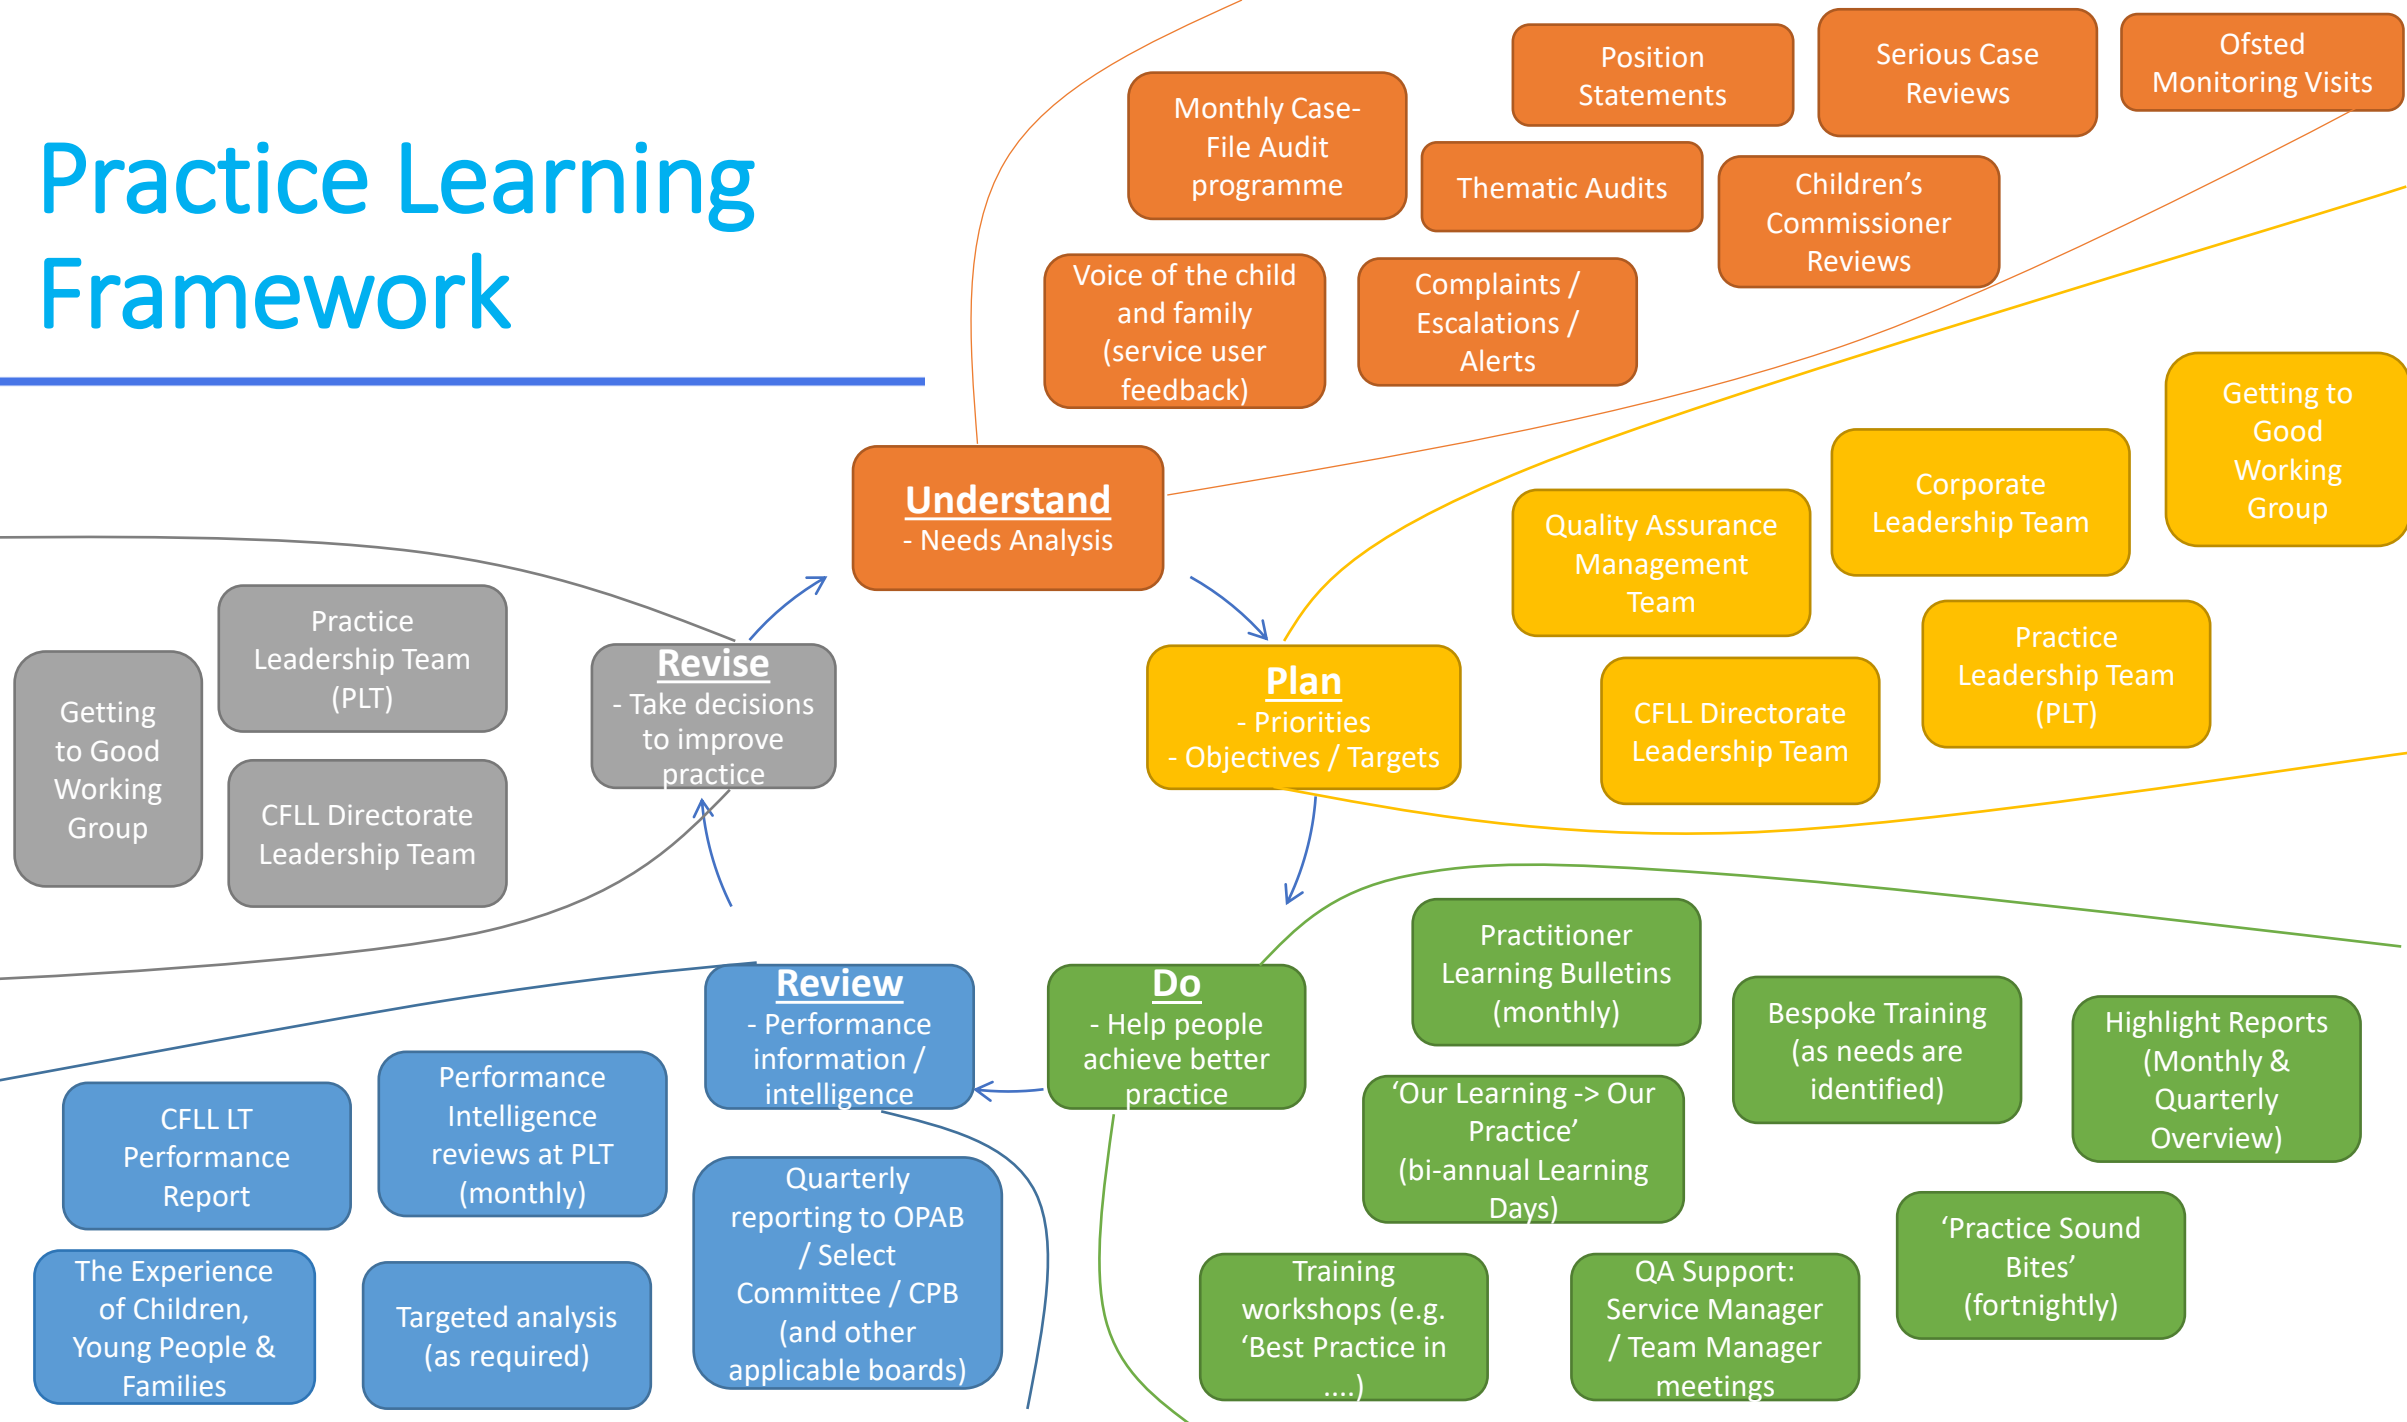 Practice Learning
Framework
Monthly Case-
File Audit
programme
Position
Statements
Serious Case
Reviews
Ofsted
Monitoring Visits
Thematic Audits
Children’s
Commissioner
Reviews
Voice of the child
and family
(service user
feedback)
Complaints /
Escalations /
Alerts
Understand
- Needs Analysis
Getting to
Good
Working
Group
Corporate
Leadership Team
Quality Assurance
Management
Team
Practice
Leadership Team
(PLT)
CFLL Directorate
Leadership Team
Plan
- Priorities
- Objectives / Targets
Revise
- Take decisions
to improve
practice
Practice
Leadership Team
(PLT)
Getting
to Good
Working
Group
CFLL Directorate
Leadership Team
Review
- Performance
information /
intelligence
Do
- Help people
achieve better
practice
Practitioner
Learning Bulletins
(monthly)
Bespoke Training
(as needs are
identified)
Highlight Reports
(Monthly &
Quarterly
Overview)
‘Our Learning -> Our
Practice’
(bi-annual Learning
Days)
‘Practice Sound
Bites’
(fortnightly)
Training
workshops (e.g.
‘Best Practice in
....)
QA Support:
Service Manager
/ Team Manager
meetings
CFLL LT
Performance
Report
Performance
Intelligence
reviews at PLT
(monthly)
Quarterly
reporting to OPAB
/ Select
Committee / CPB
(and other
applicable boards)
The Experience
of Children,
Young People &
Families
Targeted analysis
(as required)